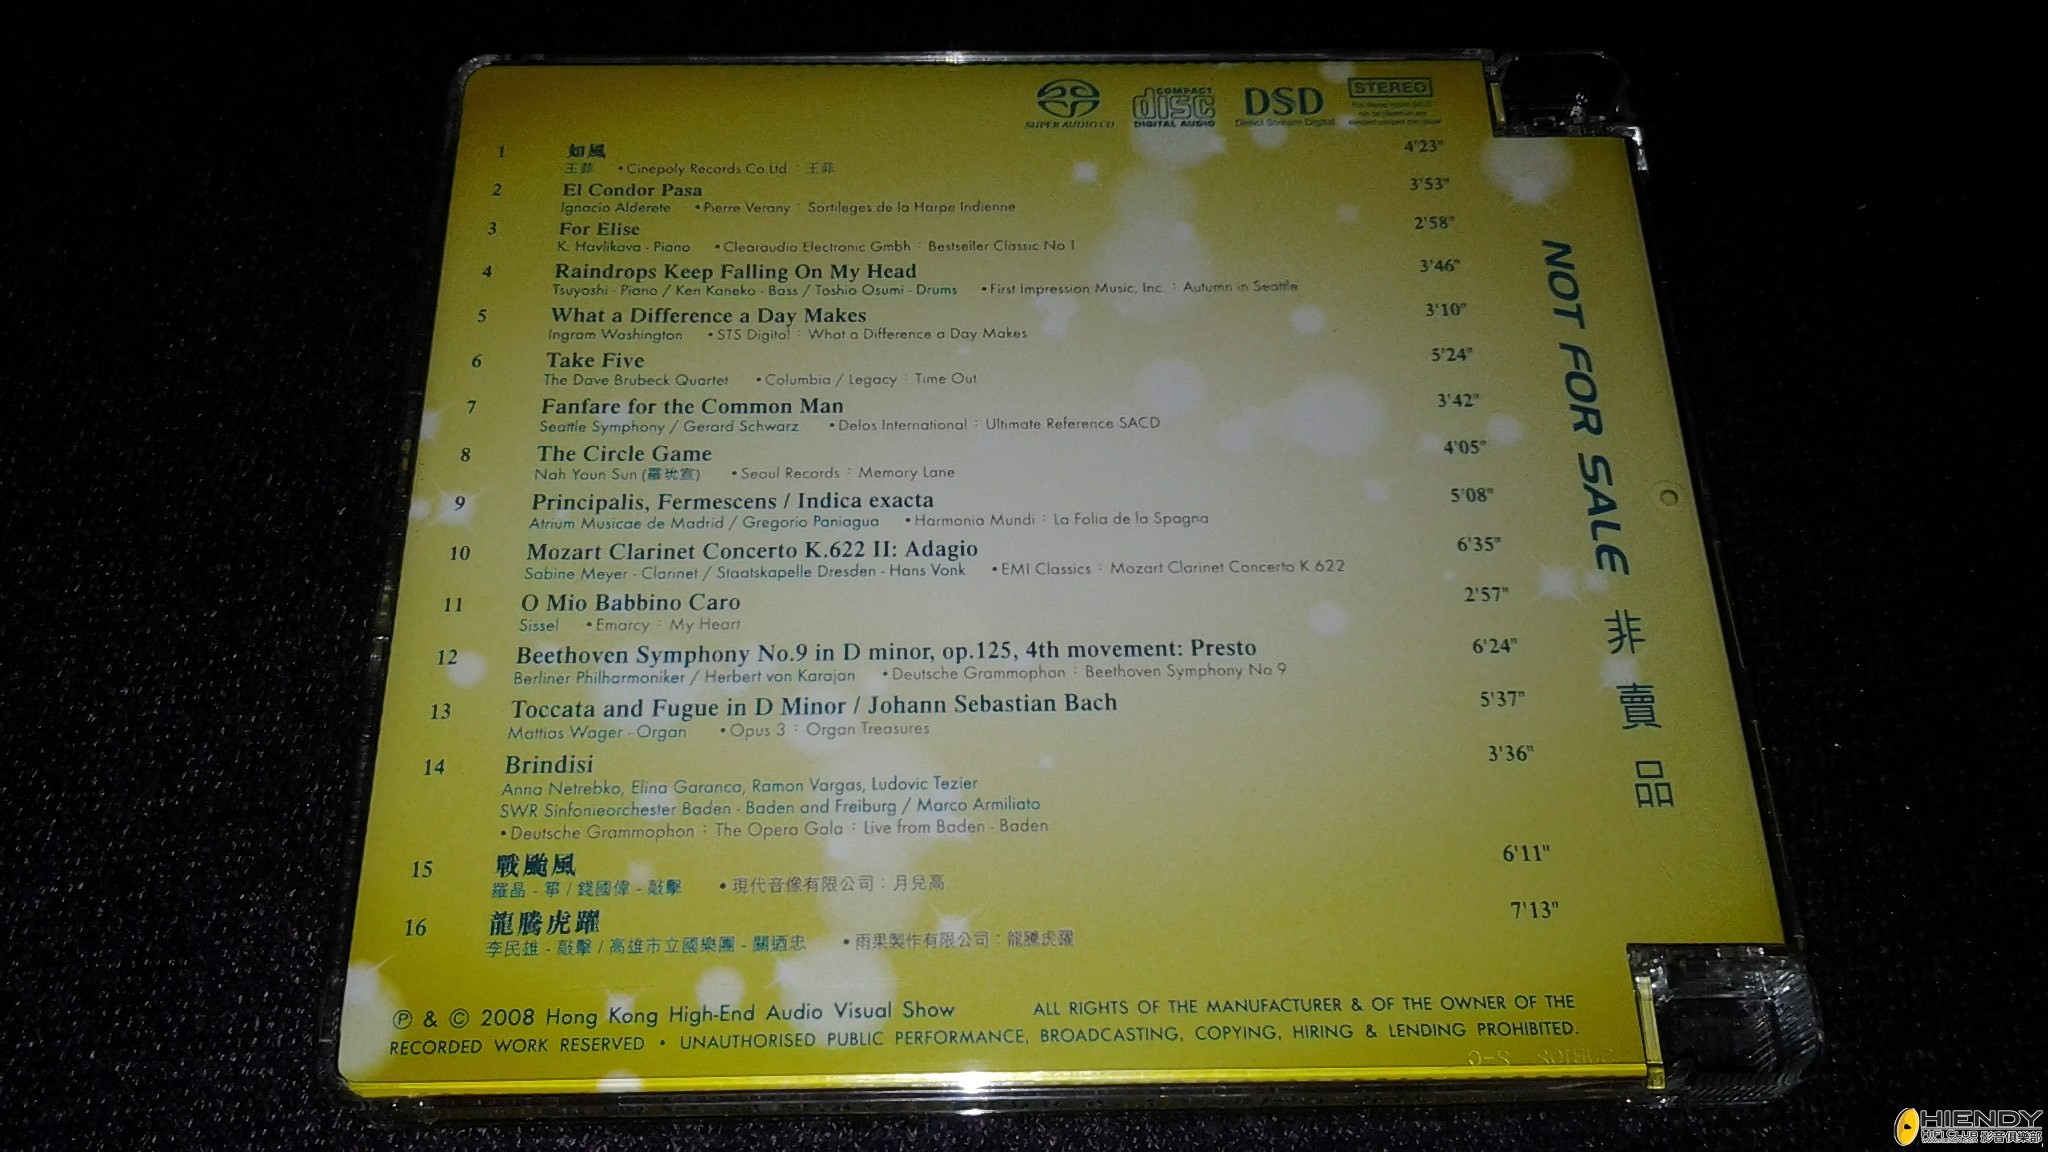 SUPER AUDIO CD
COMPACT disc DIGITAL AUDIO
DSD
Direct Stream Digital
STEREO
1 如風 4'23"
王菲 •Cinepoly Records Co.Ltd.：王菲
2 El Condor Pasa 3'53"
Ignacio Alderete •Pierre Verany：Sortileges de la Harpe Indienne
3 For Elise 2'58"
K. Havlikova - Piano •Clearaudio Electronic Gmbh：Bestseller Classic No 1
4 Raindrops Keep Falling On My Head 3'46"
Tsuyoshi - Piano / Ken Kaneko - Bass / Toshio Osumi - Drums •First Impression Music, Inc.：Autumn in Seattle
5 What a Difference a Day Makes 3'10"
Ingram Washington •STS Digital：What a Difference a Day Makes
6 Take Five 5'24"
The Dave Brubeck Quartet •Columbia / Legacy：Time Out
7 Fanfare for the Common Man 3'42"
Seattle Symphony / Gerard Schwarz •Delos International：Ultimate Reference SACD
8 The Circle Game 4'05"
Nah Youn Sun (羅玧宣) •Seoul Records：Memory Lane
9 Principalis, Fermescens / Indica exacta 5'08"
Atrium Musicae de Madrid / Gregorio Paniagua •Harmonia Mundi：La Folia de la Spagna
10 Mozart Clarinet Concerto K.622 II: Adagio 6'35"
Sabine Meyer - Clarinet / Staatskapelle Dresden - Hans Vonk •EMI Classics：Mozart Clarinet Concerto K.622
11 O Mio Babbino Caro 2'57"
Sissel •Emarcy：My Heart
12 Beethoven Symphony No.9 in D minor, op.125, 4th movement: Presto 6'24"
Berliner Philharmoniker / Herbert von Karajan •Deutsche Grammophon：Beethoven Symphony No 9
13 Toccata and Fugue in D Minor / Johann Sebastian Bach 5'37"
Mattias Wager - Organ •Opus 3：Organ Treasures
14 Brindisi 3'36"
Anna Netrebko, Elina Garanca, Ramon Vargas, Ludovic Tezier
SWR Sinfonieorchester Baden - Baden and Freiburg / Marco Armiliato
•Deutsche Grammophon：The Opera Gala：Live from Baden - Baden
15 戰颱風 6'11"
羅晶 - 箏 / 錢國偉 - 敲擊 •現代音像有限公司：月兒高
16 龍騰虎躍 7'13"
李民雄 - 敲擊 / 高雄市立國樂團 - 關迺忠 •雨果製作有限公司：龍騰虎躍
NOT FOR SALE 非賣品
Ⓟ & © 2008 Hong Kong High-End Audio Visual Show ALL RIGHTS OF THE MANUFACTURER & OF THE OWNER OF THE
RECORDED WORK RESERVED • UNAUTHORISED PUBLIC PERFORMANCE, BROADCASTING, COPYING, HIRING & LENDING PROHIBITED.
HIENDY
HIFI CLUB 影音俱樂部